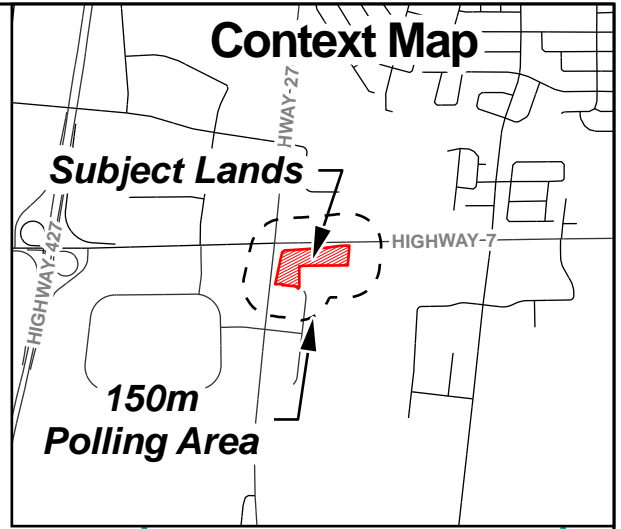 Context Map
HWAY-27
Subject Lands
HIGHWAY-7
HIGHWAY-427
150m
Polling Area